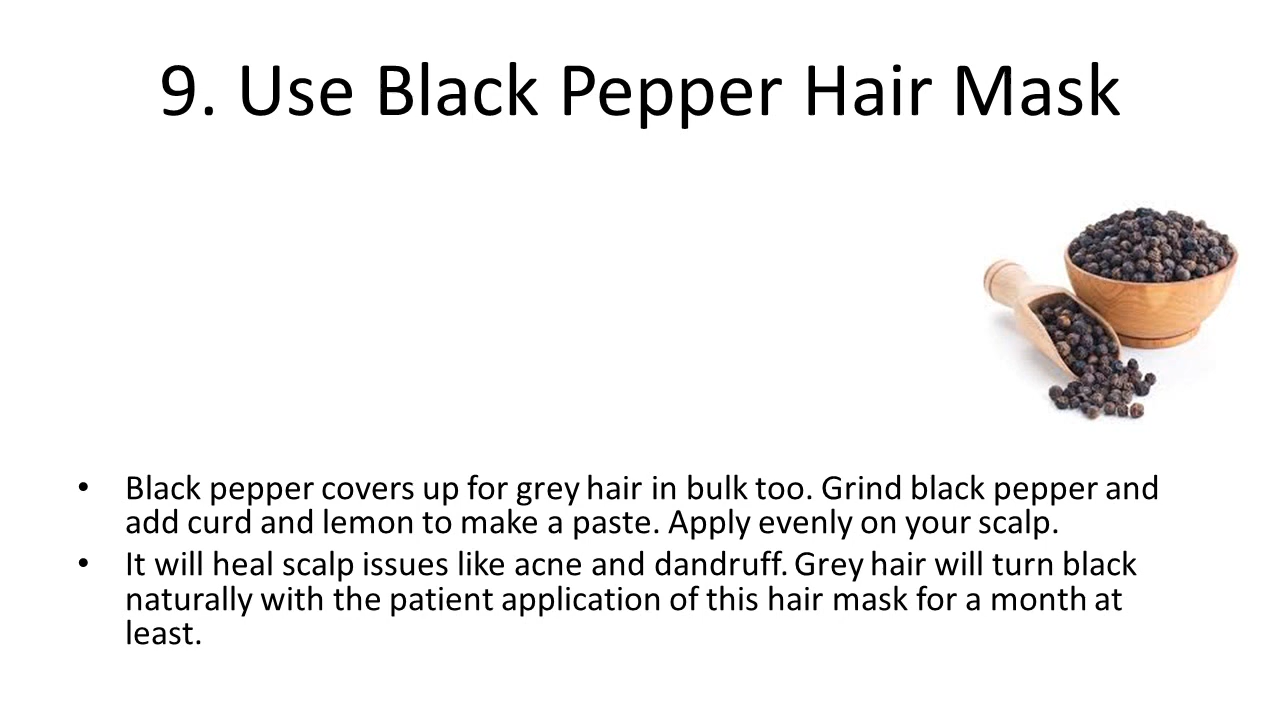 9. Use Black Pepper Hair Mask
• Black pepper covers up for grey hair in bulk too. Grind black pepper and
add curd and lemon to make a paste. Apply evenly on your scalp.
• It will heal scalp issues like acne and dandruff. Grey hair will turn black
naturally with the patient application of this hair mask for a month at
least.